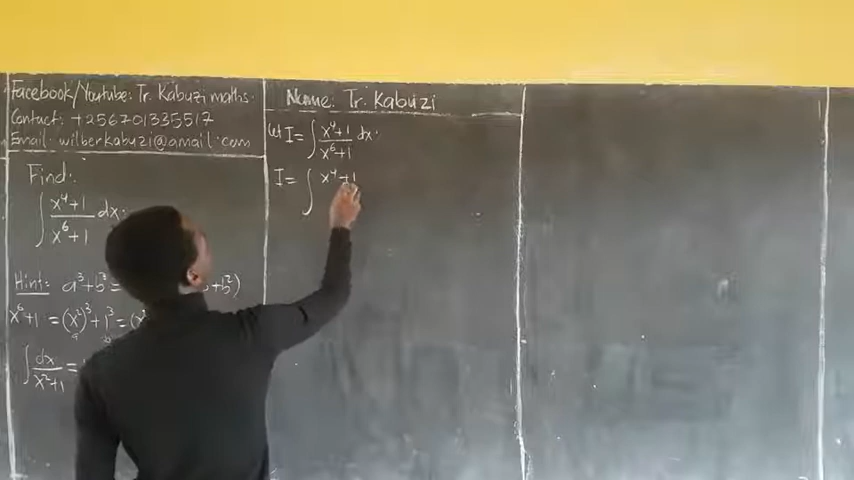 Facebook/Youtube: Tr. Kabuzi maths.
Contact: +256701335517
Email: wilberkabuzi@gmail.com
Find:
∫ x⁴+1 / x⁶+1 dx
Hint: a³+b³= +b²)
x⁶+1 = (x²)³+1³=(x
a b
∫ dx / x²+1 =
Name: Tr. Kabuzi
let I= ∫ x⁴+1 / x⁶+1 dx.
I= ∫ x⁴+1